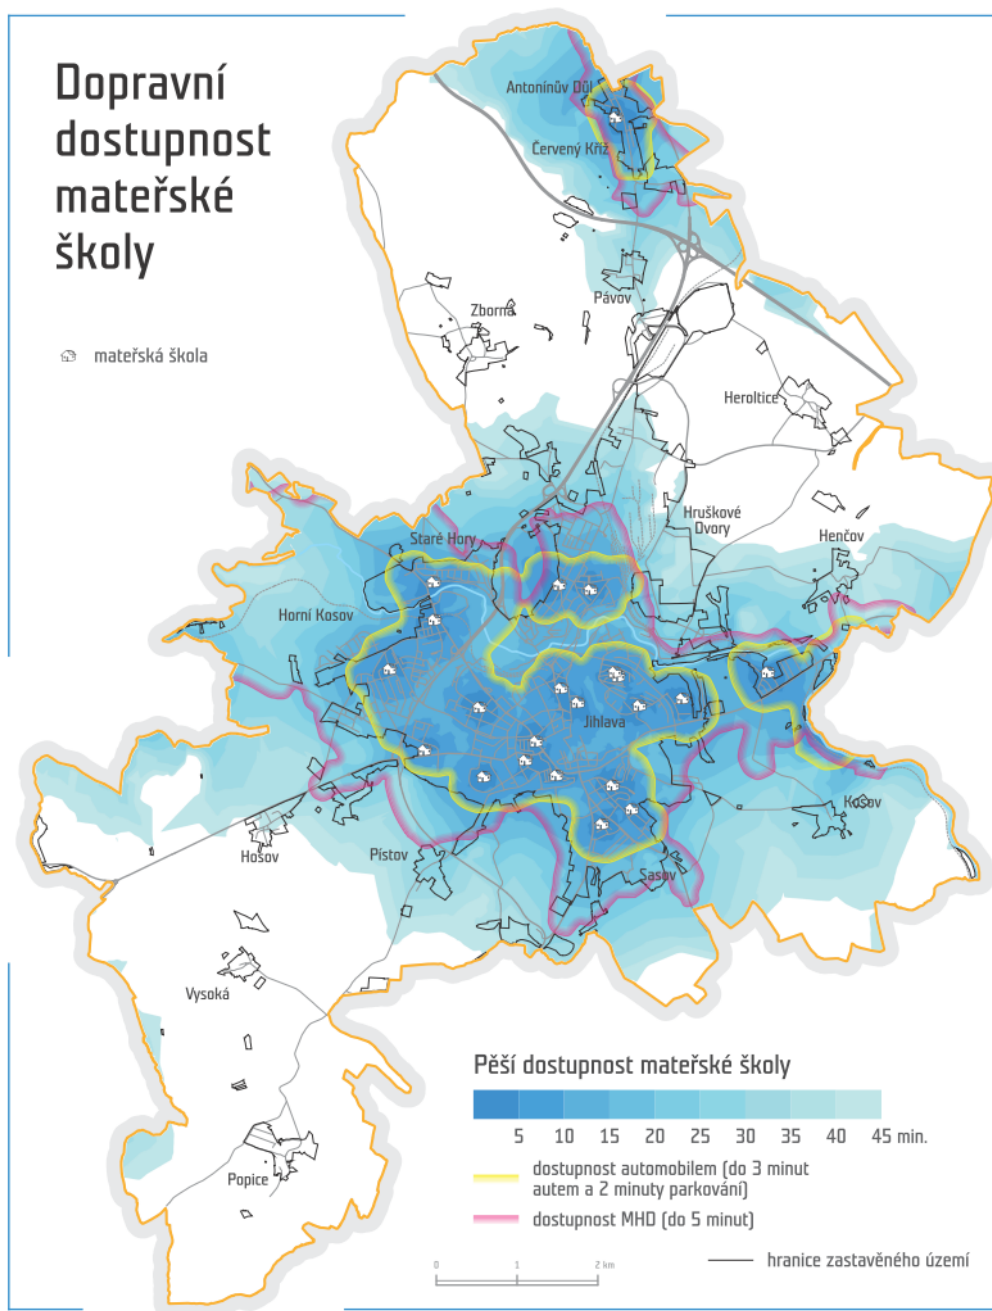 Dopravní
dostupnost
mateřské
školy
mateřská škola
Antonínův Důl
Červený Kříž
Pávov
Zborná
Heroltice
Hruškové
Dvory
Henčov
Staré Hory
Horní Kosov
Jihlava
Kosov
Hosov
Pístov
Sasov
Vysoká
Popice
Pěší dostupnost mateřské školy
5 10 15 20 25 30 35 40 45 min.
dostupnost automobilem (do 3 minut
autem a 2 minuty parkování)
dostupnost MHD (do 5 minut)
hranice zastavěného území
0 1 2 km